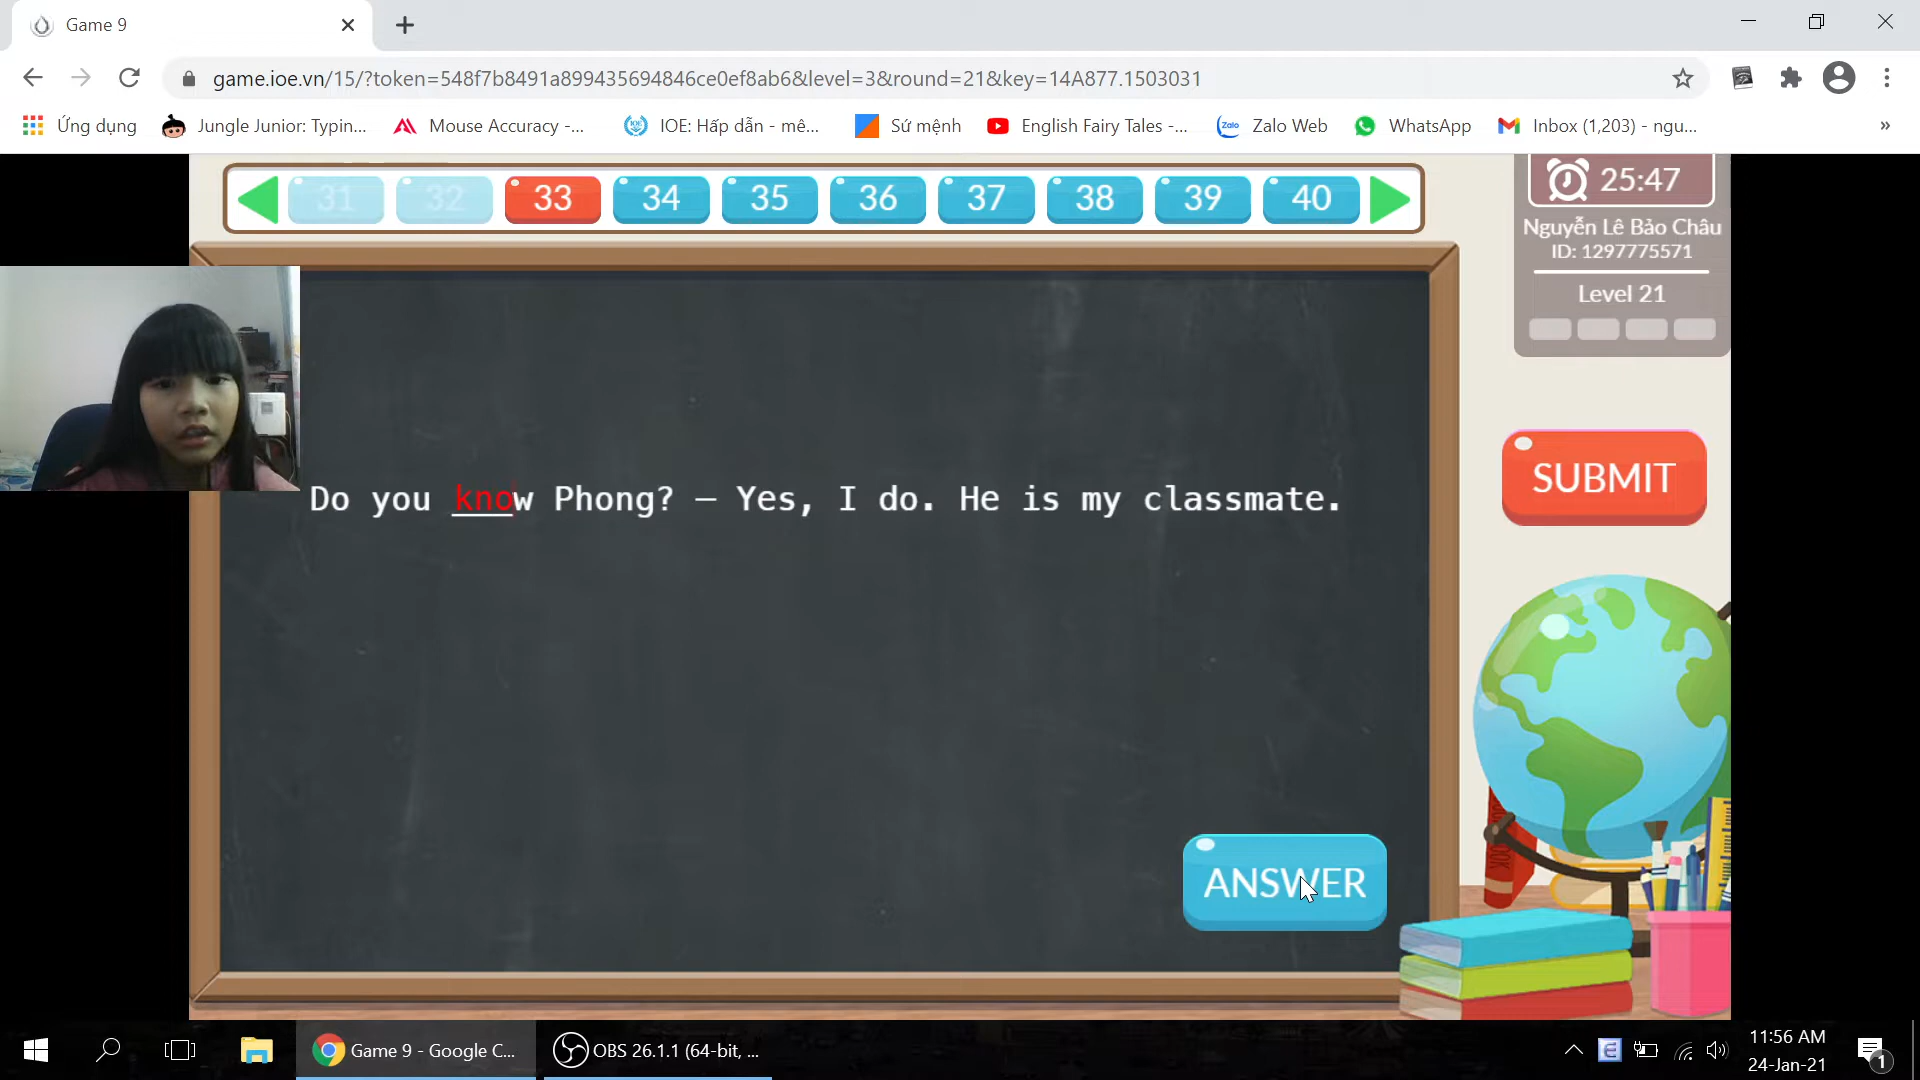 Game 9
game.ioe.vn/15/?token=548f7b8491a899435694846ce0ef8ab6&level=3&round=21&key=14A877.1503031
Ứng dụng
Jungle Junior: Typin...
Mouse Accuracy -...
IOE: Hấp dẫn - mê...
Sứ mệnh
English Fairy Tales -...
Zalo Web
WhatsApp
Inbox (1,203) - ngu...
»
31 32 33 34 35 36 37 38 39 40
25:47
Nguyễn Lê Bảo Châu
ID: 1297775571
Level 21
SUBMIT
Do you know Phong? – Yes, I do. He is my classmate.
ANSWER
Game 9 - Google C...
OBS 26.1.1 (64-bit, ...
11:56 AM
24-Jan-21
1